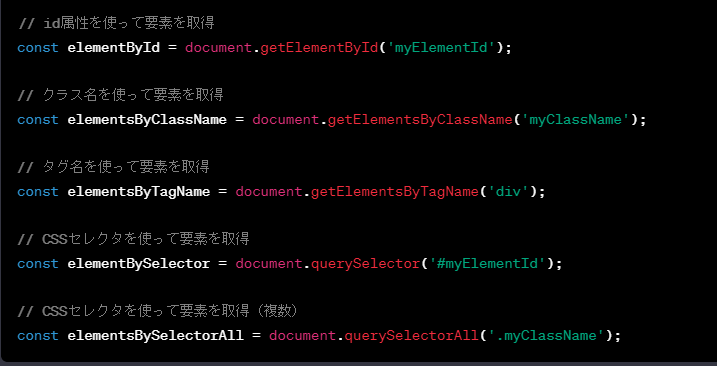 // id属性を使って要素を取得
const elementById = document.getElementById('myElementId');
// クラス名を使って要素を取得
const elementsByClassName = document.getElementsByClassName('myClassName');
// タグ名を使って要素を取得
const elementsByTagName = document.getElementsByTagName('div');
// CSSセレクタを使って要素を取得
const elementBySelector = document.querySelector('#myElementId');
// CSSセレクタを使って要素を取得（複数）
const elementsBySelectorAll = document.querySelectorAll('.myClassName');